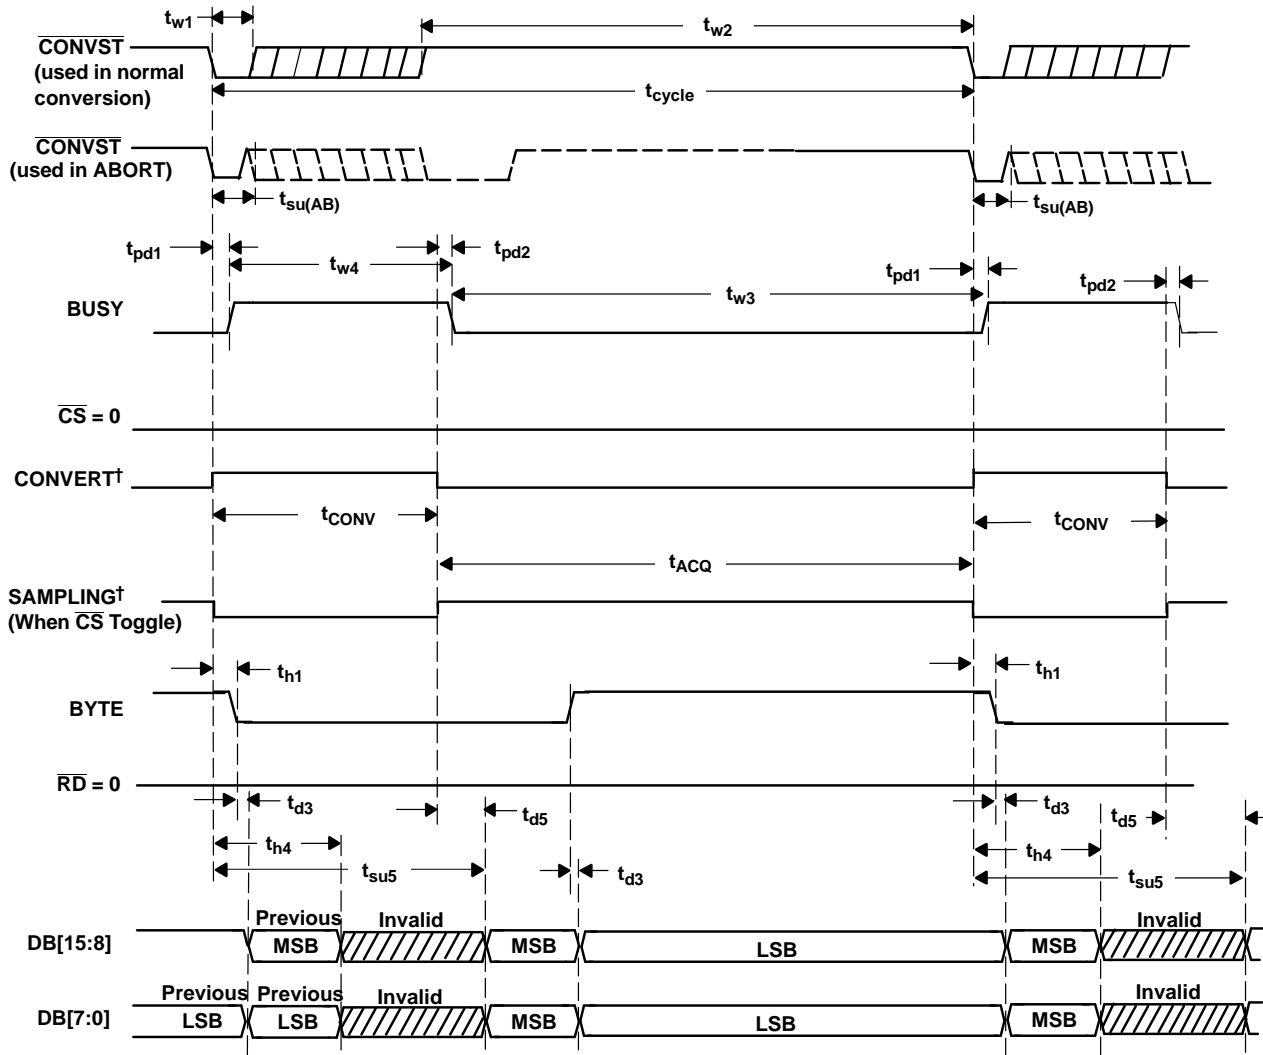 tw1
tw2
CONVST
(used in normal
conversion)
tcycle
CONVST
(used in ABORT)
tsu(AB)
tsu(AB)
tpd1
tw4
tpd2
tpd1
tpd2
tw3
BUSY
CS = 0
CONVERT†
tCONV
tCONV
tACQ
SAMPLING†
(When CS Toggle)
th1
th1
BYTE
RD = 0
td3
td5
td3
td5
th4
th4
tsu5
td3
tsu5
Previous
Invalid
Invalid
DB[15:8]
MSB
MSB
LSB
MSB
Previous
Previous
Invalid
Invalid
DB[7:0]
LSB
LSB
MSB
LSB
MSB